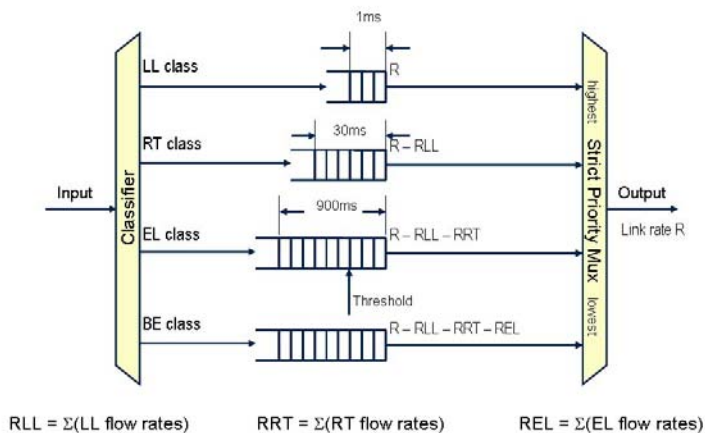 1ms
LL class
R
highest
30ms
RT class
R – RLL
Input
Classifier
900ms
Strict Priority Mux
Output
Link rate R
EL class
R – RLL – RRT
Threshold
lowest
BE class
R – RLL – RRT – REL
RLL = Σ(LL flow rates)
RRT = Σ(RT flow rates)
REL = Σ(EL flow rates)